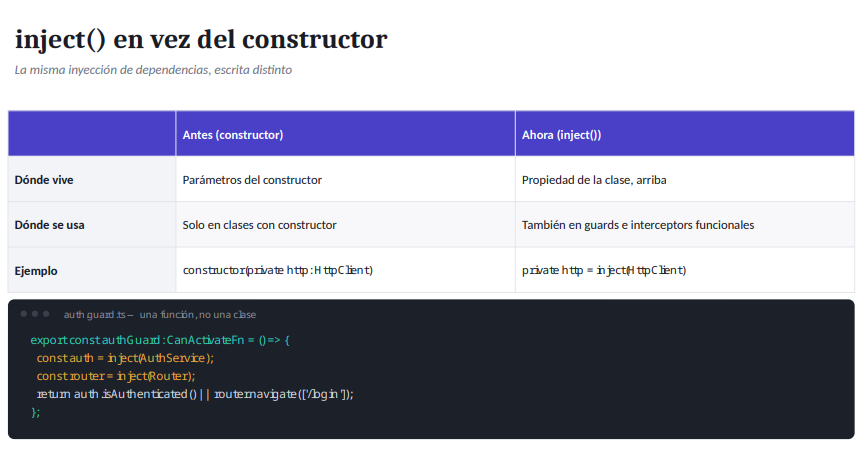 inject() en vez del constructor
La misma inyección de dependencias, escrita distinto
Antes (constructor) Ahora (inject())
Dónde vive Parámetros del constructor Propiedad de la clase, arriba
Dónde se usa Solo en clases con constructor También en guards e interceptors funcionales
Ejemplo constructor(private http: HttpClient) private http = inject(HttpClient)
auth.guard.ts — una función, no una clase
export const authGuard: CanActivateFn = () => {
const auth = inject(AuthService);
const router = inject(Router);
return auth.isAuthenticated() || router.navigate(['/login']);
};